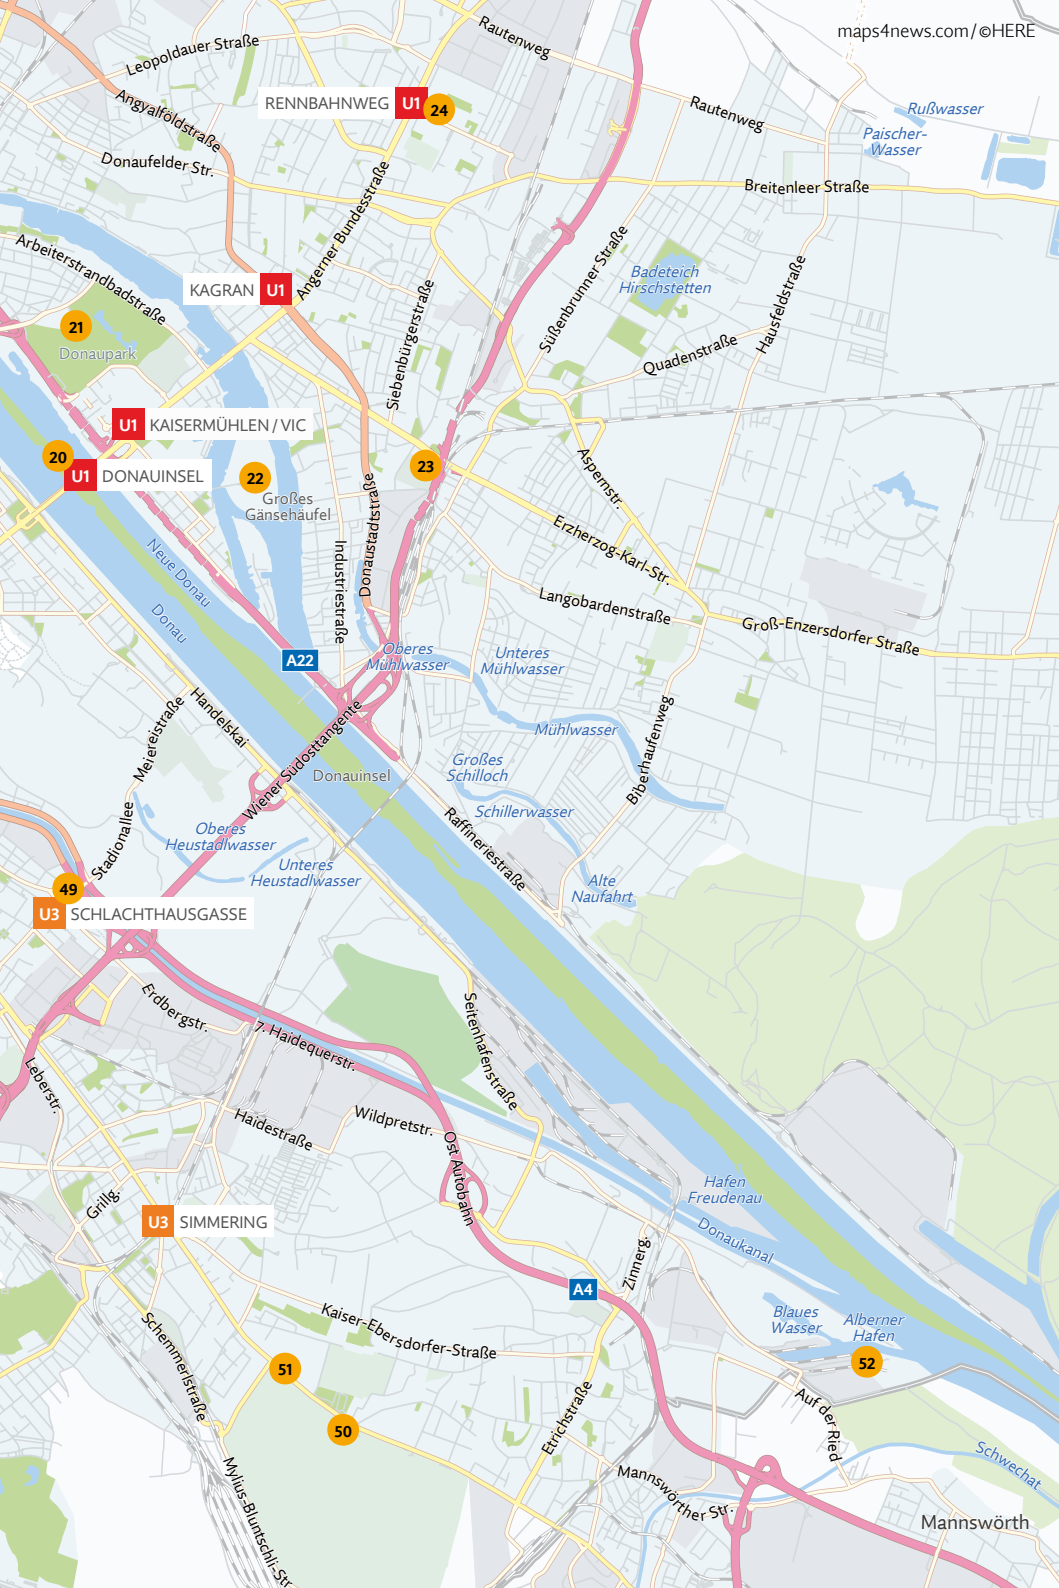 maps4news.com/©HERE
Rautenweg
Leopoldauer Straße
RENNBAHNWEG U1 24
Angyalföldstraße
Rautenweg
Rußwasser
Paischer-
Wasser
Donaufelder Str.
Breitenleer Straße
Angerner Bundesstraße
Arbeiterstrandbadstraße
KAGRAN U1
Siebenbürgerstraße
Süßenbrunner Straße
Badeteich
Hirschstetten
Hausfeldstraße
21
Donaupark
Quadenstraße
U1 KAISERMÜHLEN / VIC
20
U1 DONAUINSEL
22
Großes
Gänsehäufel
23
Aspernstr.
Donaustadtstraße
Industriestraße
Erzherzog-Karl-Str.
Neue Donau
Donau
Langobardenstraße
Groß-Enzersdorfer Straße
A22
Oberes
Mühlwasser
Unteres
Mühlwasser
Handelskai
Meiereistraße
Wiener Südosttangente
Mühlwasser
Biberhaufenweg
Donauinsel
Großes
Schilloch
Schillerwasser
Stadionallee
Oberes
Heustadlwasser
Unteres
Heustadlwasser
Raffineriestraße
Alte
Naufahrt
49
U3 SCHLACHTHAUSGASSE
Erdbergstr.
7. Haidequerstr.
Seitenhafenstraße
Leberstr.
Haidestraße
Wildpretstr.
Ost Autobahn
Grillg.
U3 SIMMERING
Hafen
Freudenau
Donaukanal
Zinnerg.
A4
Blaues
Wasser
Alberner
Hafen
52
Kaiser-Ebersdorfer-Straße
Schemmerlstraße
51
50
Etrichstraße
Auf der Ried
Mylius-Bluntschli-Str
Mannswörther Str.
Schwechat
Mannswörth